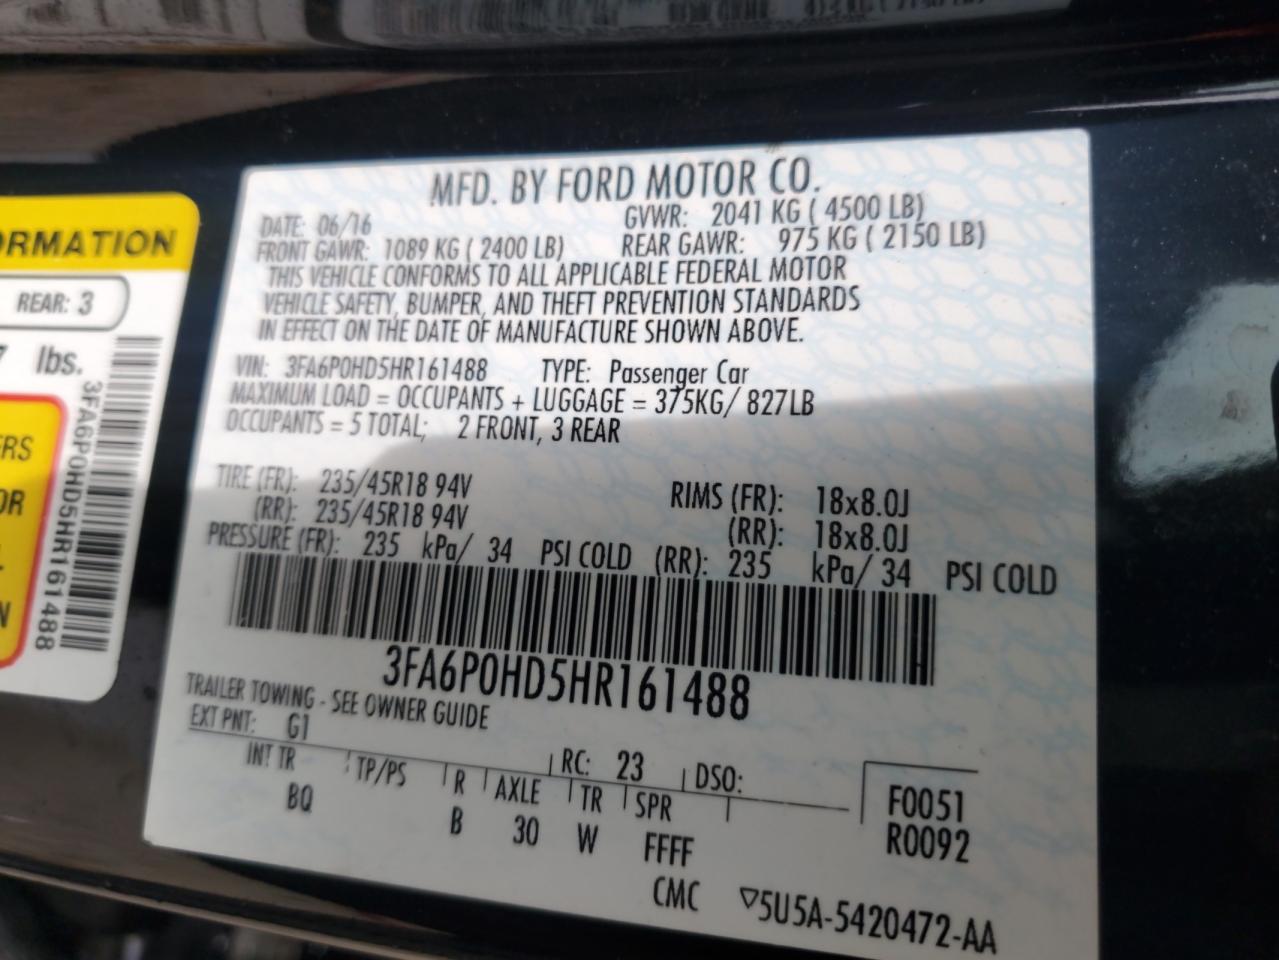 MFD. BY FORD MOTOR CO.
DATE: 06/16 GVWR: 2041 KG ( 4500 LB)
FRONT GAWR: 1089 KG ( 2400 LB) REAR GAWR: 975 KG ( 2150 LB)
THIS VEHICLE CONFORMS TO ALL APPLICABLE FEDERAL MOTOR
VEHICLE SAFETY, BUMPER, AND THEFT PREVENTION STANDARDS
IN EFFECT ON THE DATE OF MANUFACTURE SHOWN ABOVE.
VIN: 3FA6P0HD5HR161488 TYPE: Passenger Car
MAXIMUM LOAD = OCCUPANTS + LUGGAGE = 375KG/ 827LB
OCCUPANTS = 5 TOTAL; 2 FRONT, 3 REAR
TIRE (FR): 235/45R18 94V RIMS (FR): 18x8.0J
(RR): 235/45R18 94V (RR): 18x8.0J
PRESSURE (FR): 235 kPa/ 34 PSI COLD (RR): 235 kPa/ 34 PSI COLD
3FA6P0HD5HR161488
TRAILER TOWING - SEE OWNER GUIDE
EXT PNT: G1 RC: 23 DSO:
INT TR TP/PS R AXLE TR SPR F0051
BQ B 30 W FFFF R0092
CMC ▽5U5A-5420472-AA
REAR: 3
lbs.
3FA6P0HD5HR161488